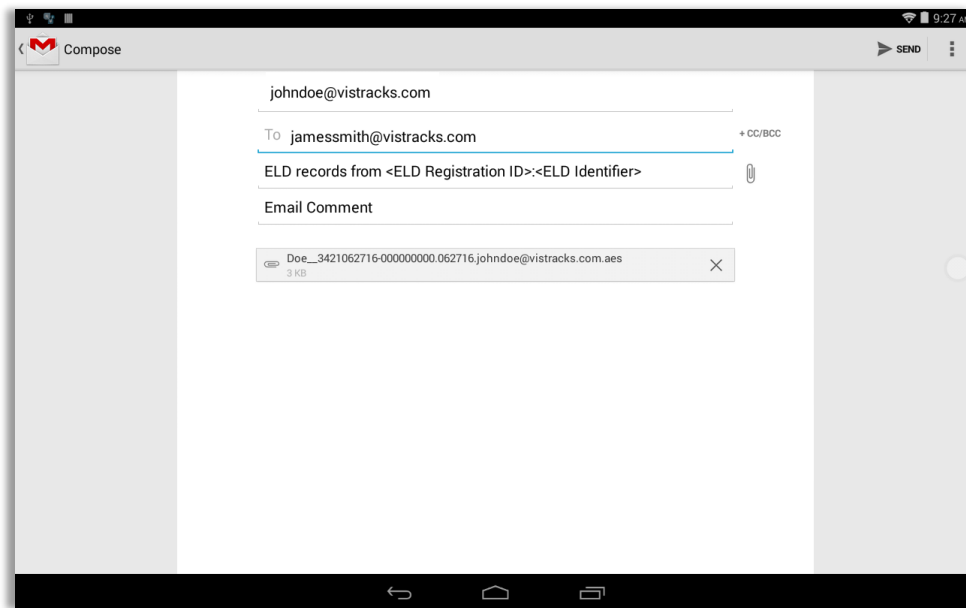 9:27 AM
Compose
SEND
johndoe@vistracks.com
To jamessmith@vistracks.com
+ CC/BCC
ELD records from <ELD Registration ID>:<ELD Identifier>
Email Comment
Doe__3421062716-000000000.062716.johndoe@vistracks.com.aes
3 KB